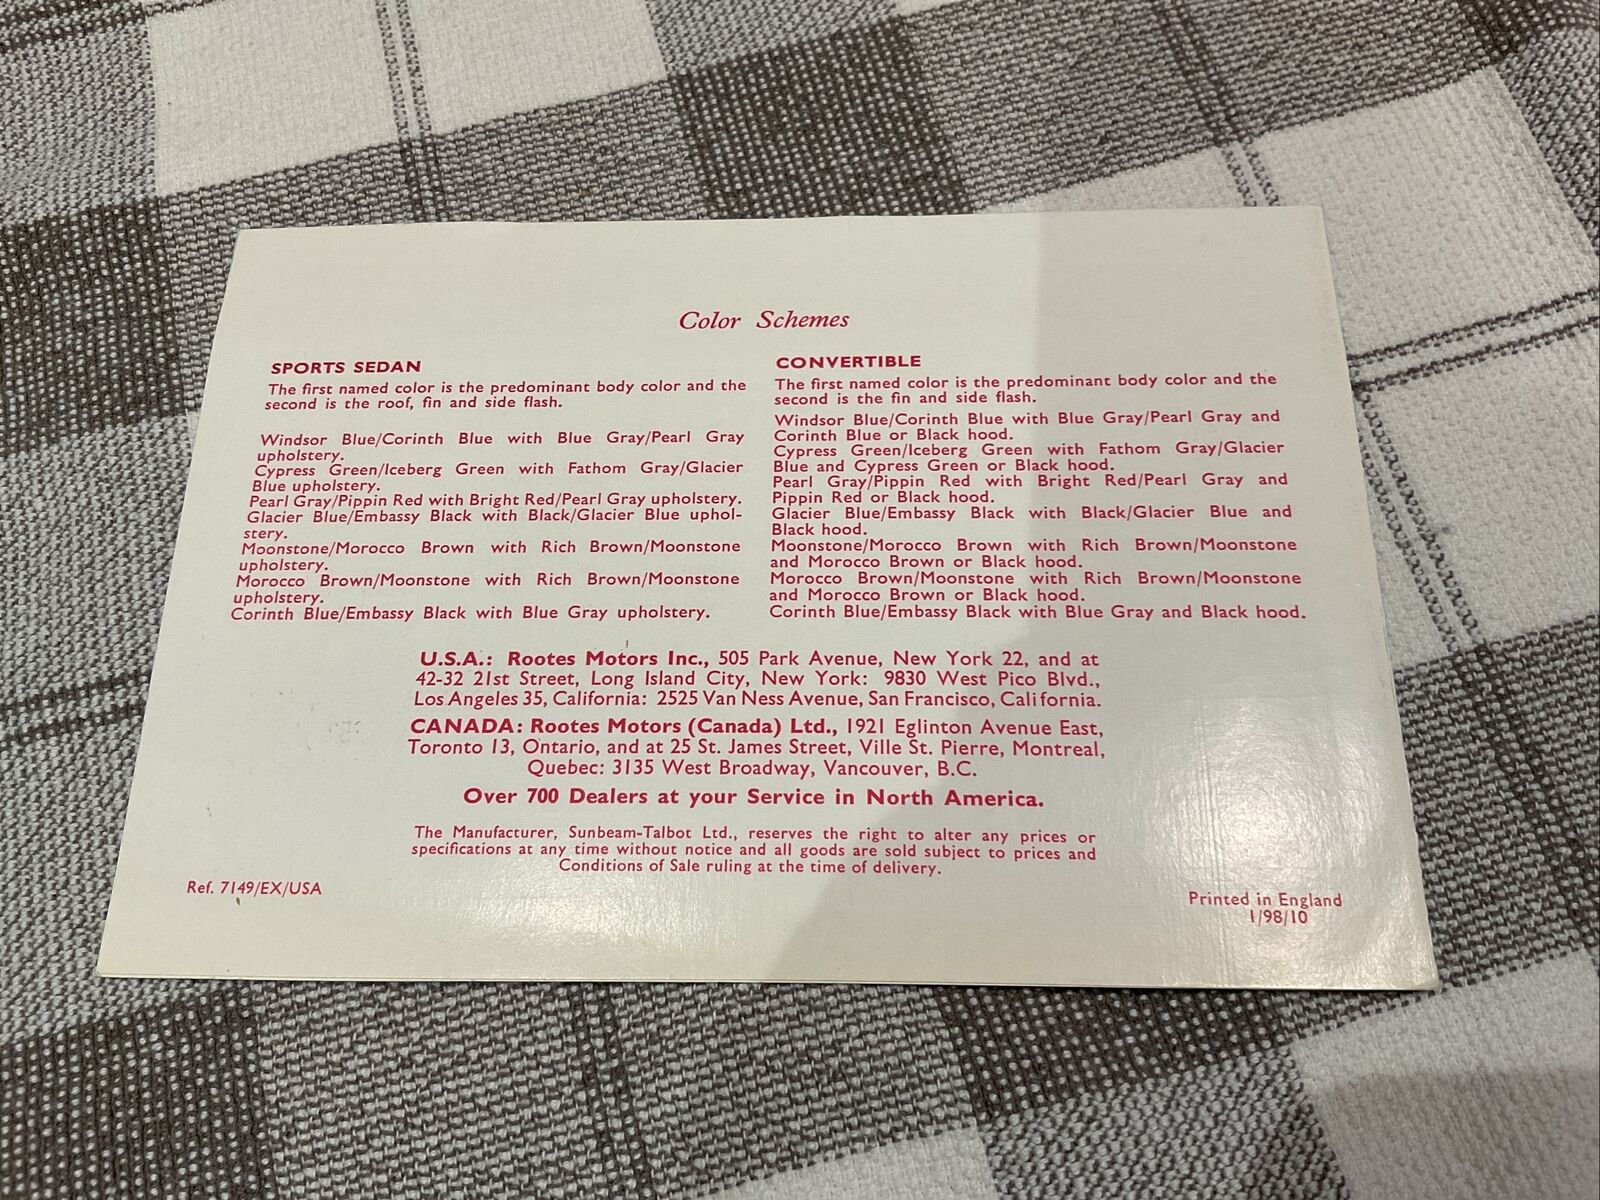 Color Schemes
SPORTS SEDAN
The first named color is the predominant body color and the
second is the roof, fin and side flash.
Windsor Blue/Corinth Blue with Blue Gray/Pearl Gray
upholstery.
Cypress Green/Iceberg Green with Fathom Gray/Glacier
Blue upholstery.
Pearl Gray/Pippin Red with Bright Red/Pearl Gray upholstery.
Glacier Blue/Embassy Black with Black/Glacier Blue uphol-
stery.
Moonstone/Morocco Brown with Rich Brown/Moonstone
upholstery.
Morocco Brown/Moonstone with Rich Brown/Moonstone
upholstery.
Corinth Blue/Embassy Black with Blue Gray upholstery.
CONVERTIBLE
The first named color is the predominant body color and the
second is the fin and side flash.
Windsor Blue/Corinth Blue with Blue Gray/Pearl Gray and
Corinth Blue or Black hood.
Cypress Green/Iceberg Green with Fathom Gray/Glacier
Blue and Cypress Green or Black hood.
Pearl Gray/Pippin Red with Bright Red/Pearl Gray and
Pippin Red or Black hood.
Glacier Blue/Embassy Black with Black/Glacier Blue and
Black hood.
Moonstone/Morocco Brown with Rich Brown/Moonstone
and Morocco Brown or Black hood.
Morocco Brown/Moonstone with Rich Brown/Moonstone
and Morocco Brown or Black hood.
Corinth Blue/Embassy Black with Blue Gray and Black hood.
U.S.A.: Rootes Motors Inc., 505 Park Avenue, New York 22, and at
42-32 21st Street, Long Island City, New York: 9830 West Pico Blvd.,
Los Angeles 35, California: 2525 Van Ness Avenue, San Francisco, California.
CANADA: Rootes Motors (Canada) Ltd., 1921 Eglinton Avenue East,
Toronto 13, Ontario, and at 25 St. James Street, Ville St. Pierre, Montreal,
Quebec: 3135 West Broadway, Vancouver, B.C.
Over 700 Dealers at your Service in North America.
The Manufacturer, Sunbeam-Talbot Ltd., reserves the right to alter any prices or
specifications at any time without notice and all goods are sold subject to prices and
Conditions of Sale ruling at the time of delivery.
Ref. 7149/EX/USA
Printed in England
1/98/10